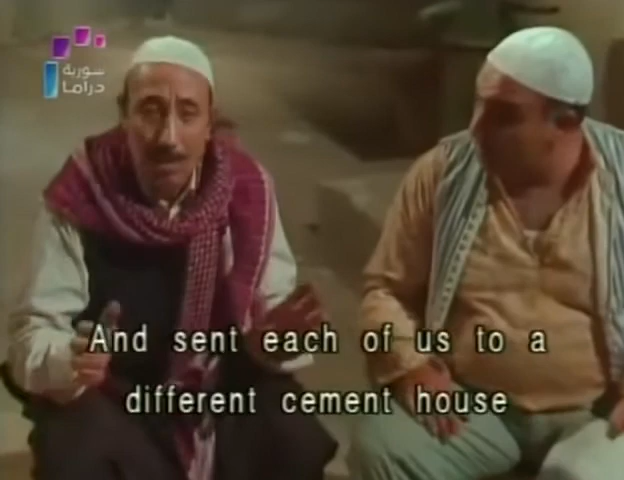 سورية
دراما
And sent each of us to a
different cement house